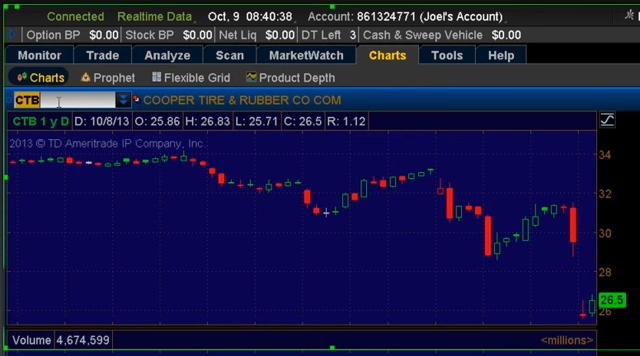 Connected Realtime Data Oct, 9 08:40:38 Account: 861324771 (Joel's Account)
Option BP $0.00 Stock BP $0.00 Net Liq $0.00 DT Left 3 Cash & Sweep Vehicle $0.00
Monitor Trade Analyze Scan MarketWatch Charts Tools Help
Charts Prophet Flexible Grid Product Depth
CTB COOPER TIRE & RUBBER CO COM
CTB 1 y D D: 10/8/13 O: 25.86 H: 26.83 L: 25.71 C: 26.5 R: 1.12
2013 © TD Ameritrade IP Company, Inc.
34
32
30
28
26.5
26
Volume 4,674,599 <millions>